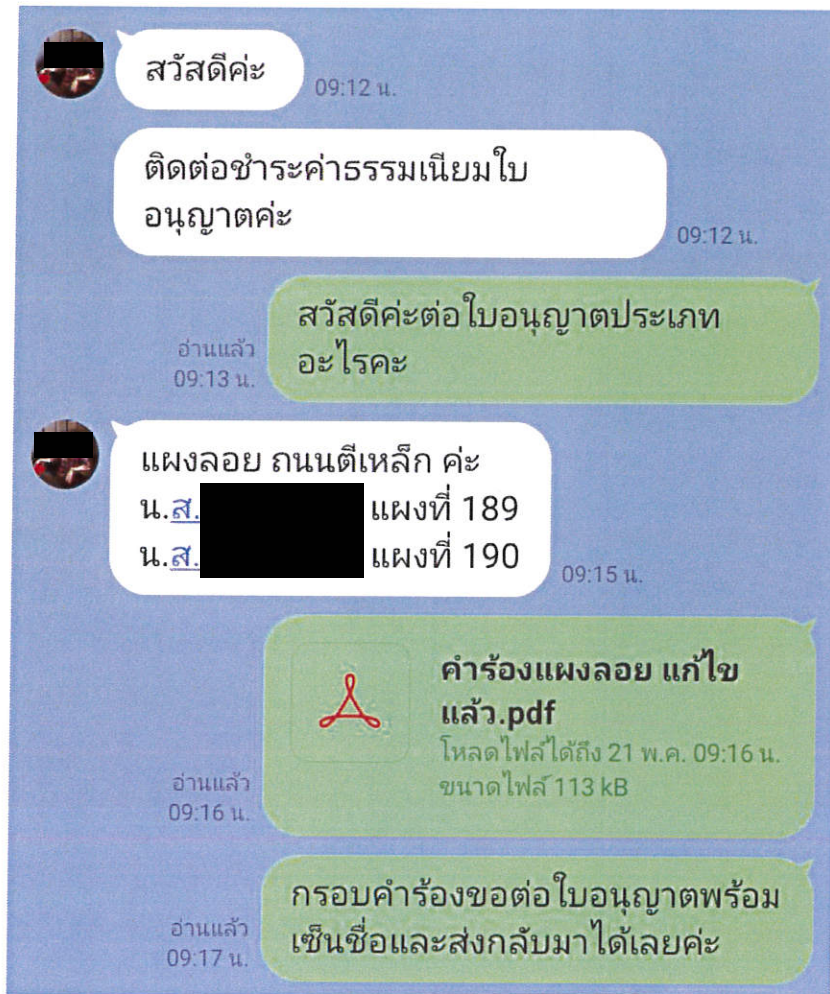 สวัสดีค่ะ
09:12 น.
ติดต่อชำระค่าธรรมเนียมใบ
อนุญาตค่ะ
09:12 น.
สวัสดีค่ะต่อใบอนุญาตประเภท
อะไรคะ
อ่านแล้ว
09:13 น.
แผงลอย ถนนตีเหล็ก ค่ะ
น.ส. แผงที่ 189
น.ส. แผงที่ 190
09:15 น.
คำร้องแผงลอย แก้ไข
แล้ว.pdf
โหลดไฟล์ได้ถึง 21 พ.ค. 09:16 น.
ขนาดไฟล์ 113 kB
อ่านแล้ว
09:16 น.
กรอบคำร้องขอต่อใบอนุญาตพร้อม
เซ็นชื่อและส่งกลับมาได้เลยค่ะ
อ่านแล้ว
09:17 น.